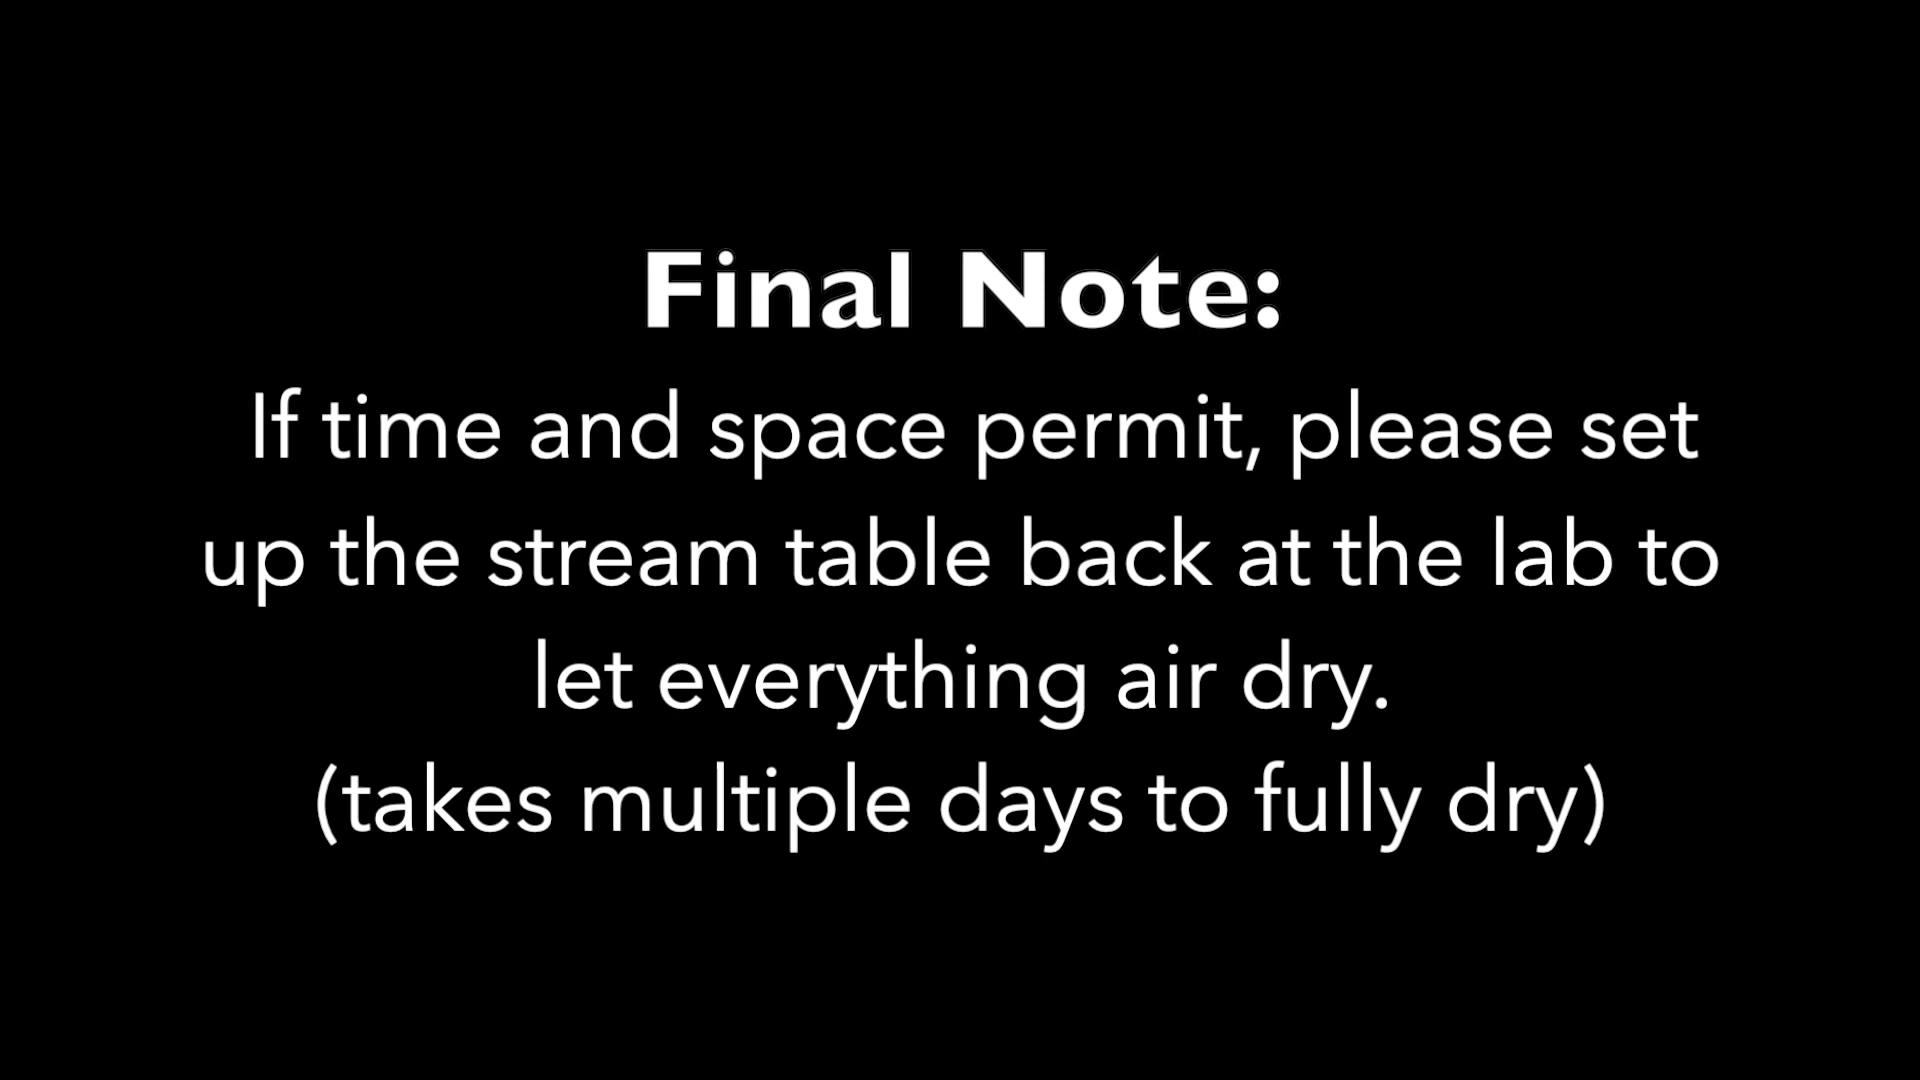 Final Note:
If time and space permit, please set
up the stream table back at the lab to
let everything air dry.
(takes multiple days to fully dry)